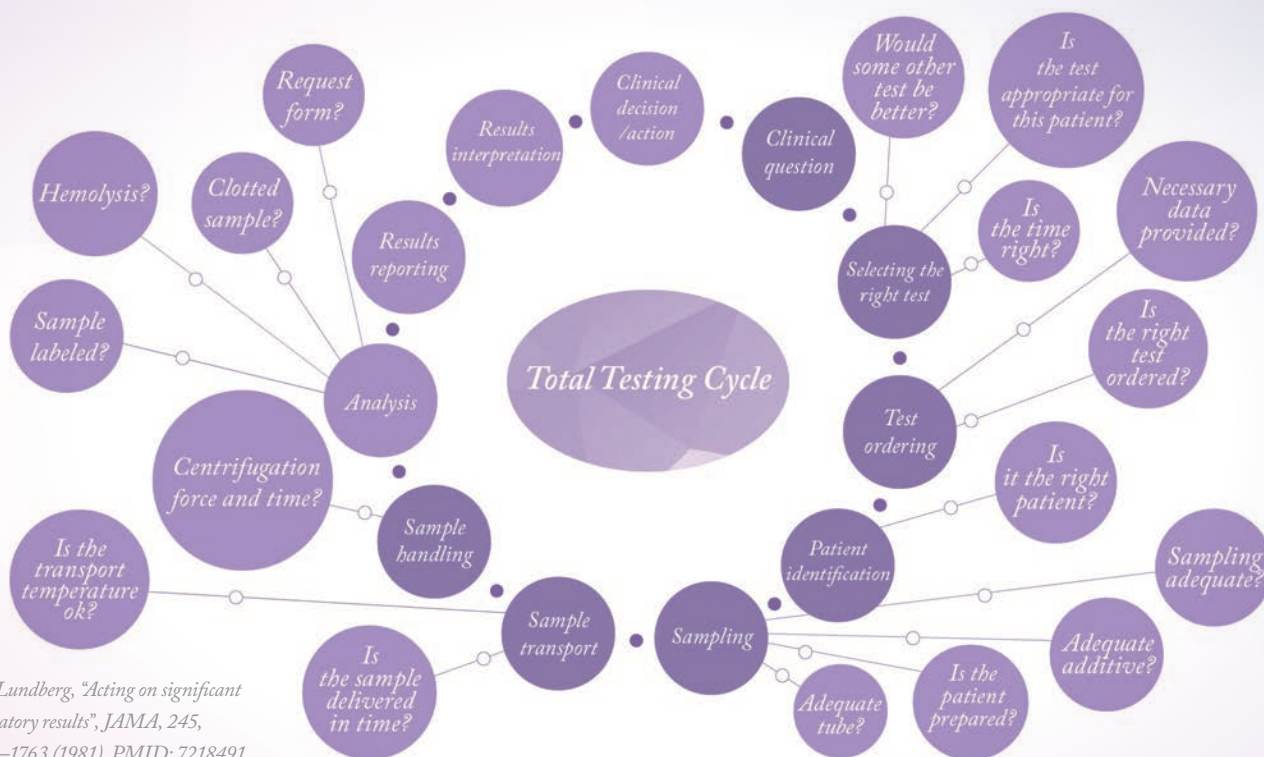 Total Testing Cycle
Clinical
question
Would
some other
test be
better?
Is
the test
appropriate for
this patient?
Selecting the
right test
Is
the time
right?
Necessary
data
provided?
Test
ordering
Is
the right
test
ordered?
Patient
identification
Is
it the right
patient?
Sampling
Sampling
adequate?
Adequate
additive?
Is the
patient
prepared?
Adequate
tube?
Sample
transport
Is
the sample
delivered
in time?
Is the
transport
temperature
ok?
Sample
handling
Centrifugation
force and time?
Analysis
Sample
labeled?
Hemolysis?
Clotted
sample?
Request
form?
Results
reporting
Results
interpretation
Clinical
decision
/action
Lundberg, “Acting on significant
atory results”, JAMA, 245,
–1763 (1981). PMID: 7218491